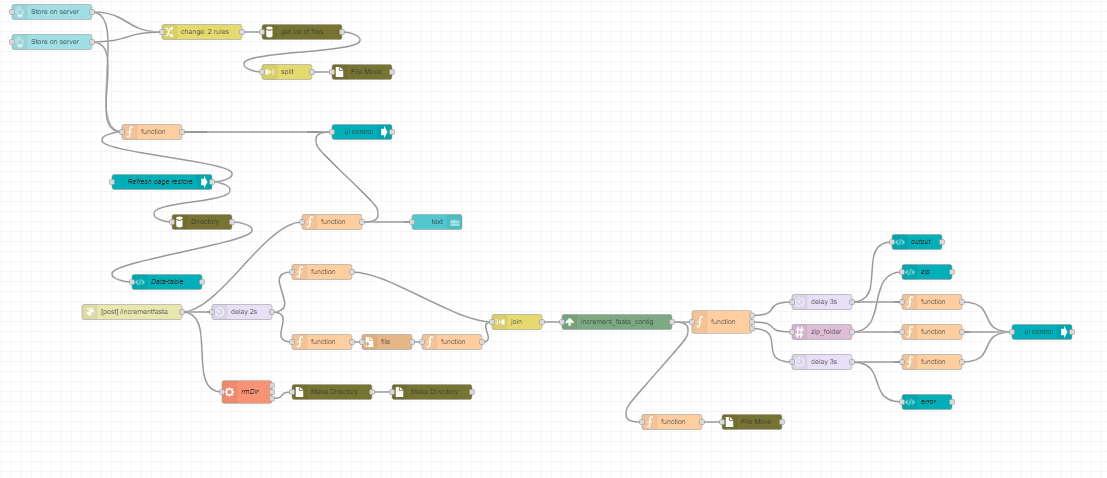 Store on server
Store on server
change: 2 rules
get list of files
split
File Move
function
ui control
Refresh page restore
Directory
function
text
Data-table
function
[post] /incrementfasta
delay 2s
function
file
function
join
increment_fasta_contig.
function
output
zip
delay 3s
function
zip_folder
function
ui control
delay 3s
function
rmDir
Make Directory
Make Directory
error
function
File Move